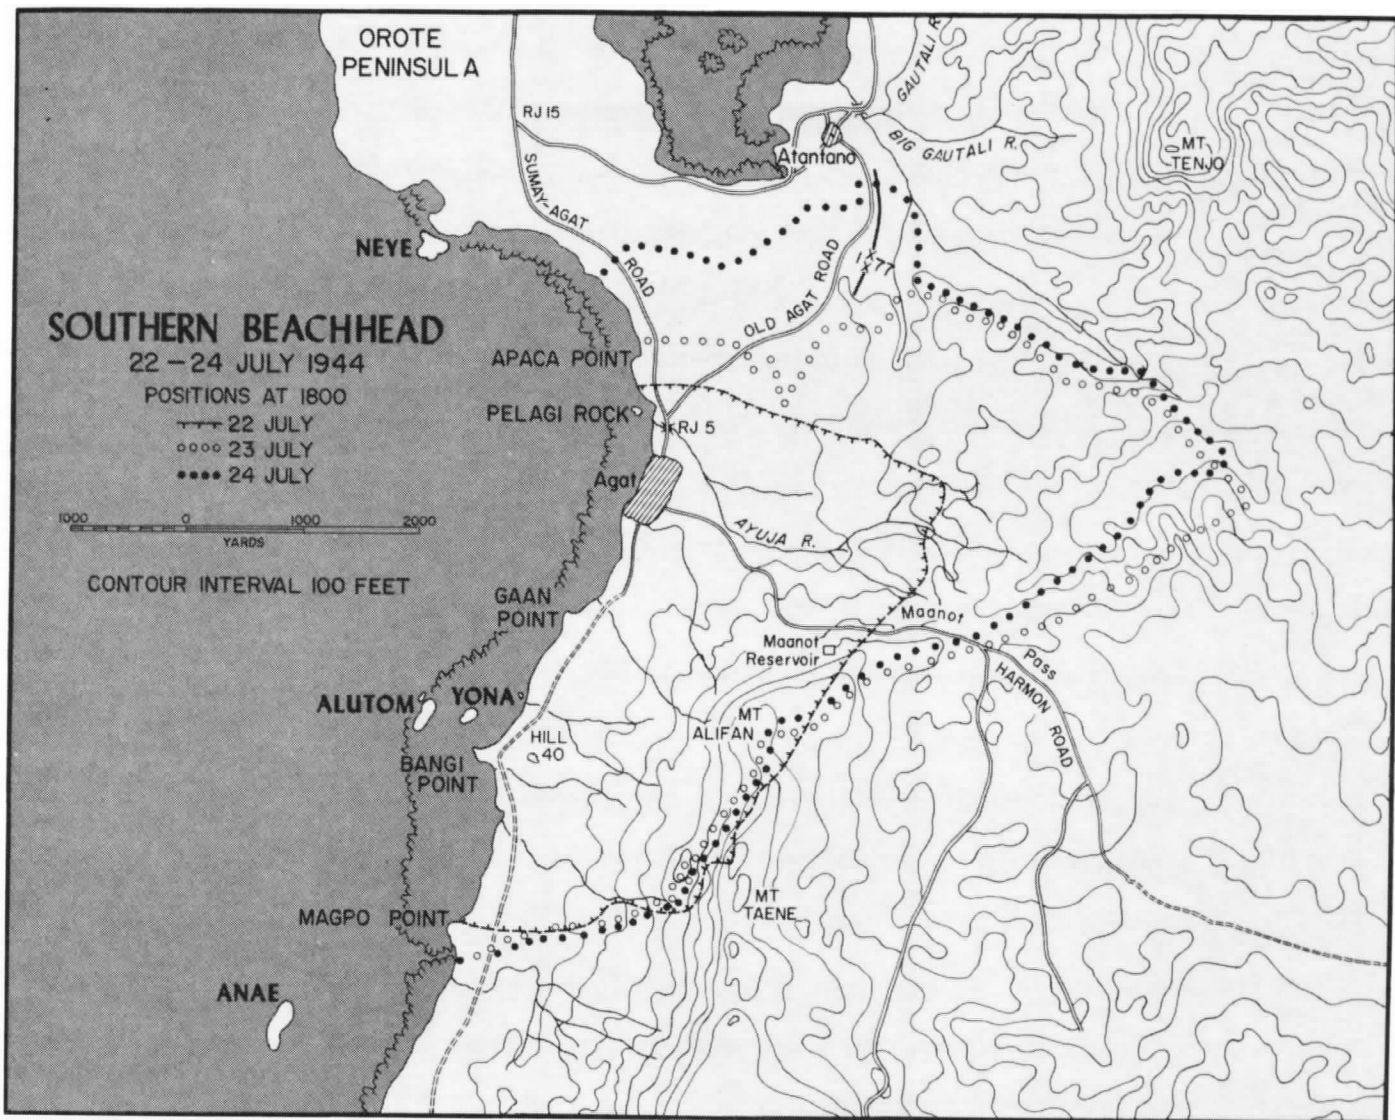 OROTE
PENINSULA
RJ 15
SUMAY-AGAT
ROAD
Atantano
GAUTALI R.
BIG GAUTALI R.
MT
TENJO
NEYE
SOUTHERN BEACHHEAD
22 – 24 JULY 1944
POSITIONS AT 1800
22 JULY
23 JULY
24 JULY
1000 0 1000 2000
YARDS
CONTOUR INTERVAL 100 FEET
1 X 77
X
OLD AGAT ROAD
APACA POINT
PELAGI ROCK
RJ 5
Agat
AYUJA R.
GAAN
POINT
Maanot
Pass
Maanot
Reservoir
HARMON ROAD
ALUTOM
YONA
MT
ALIFAN
HILL
40
BANGI
POINT
MAGPO POINT
MT
TAENE
ANAE